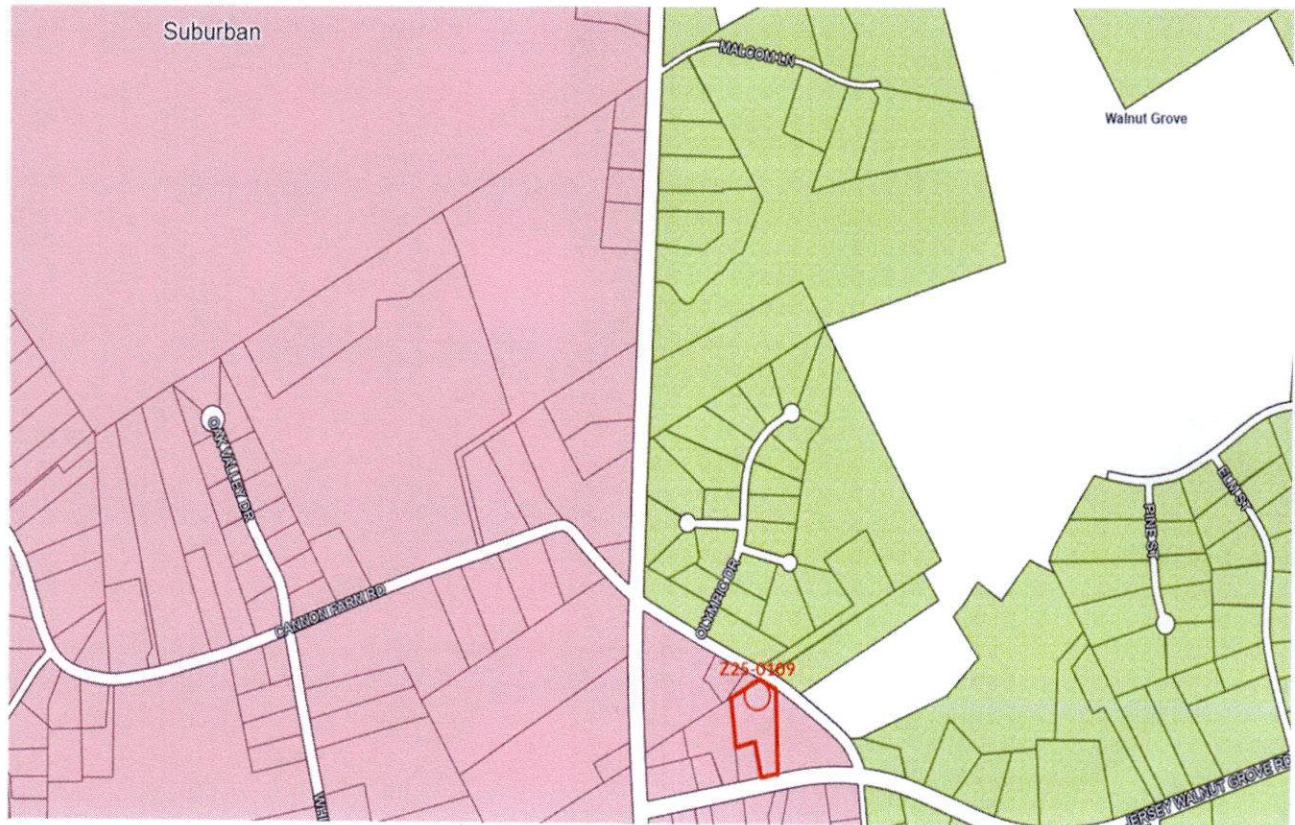 Suburban
MALCOM LN
Walnut Grove
OAK VALLEY DR
ELM ST
PINE ST
CANNON FARM RD
OLYMPIC DR
Z25-0109
WHI
JERSEY WALNUT GROVE RD